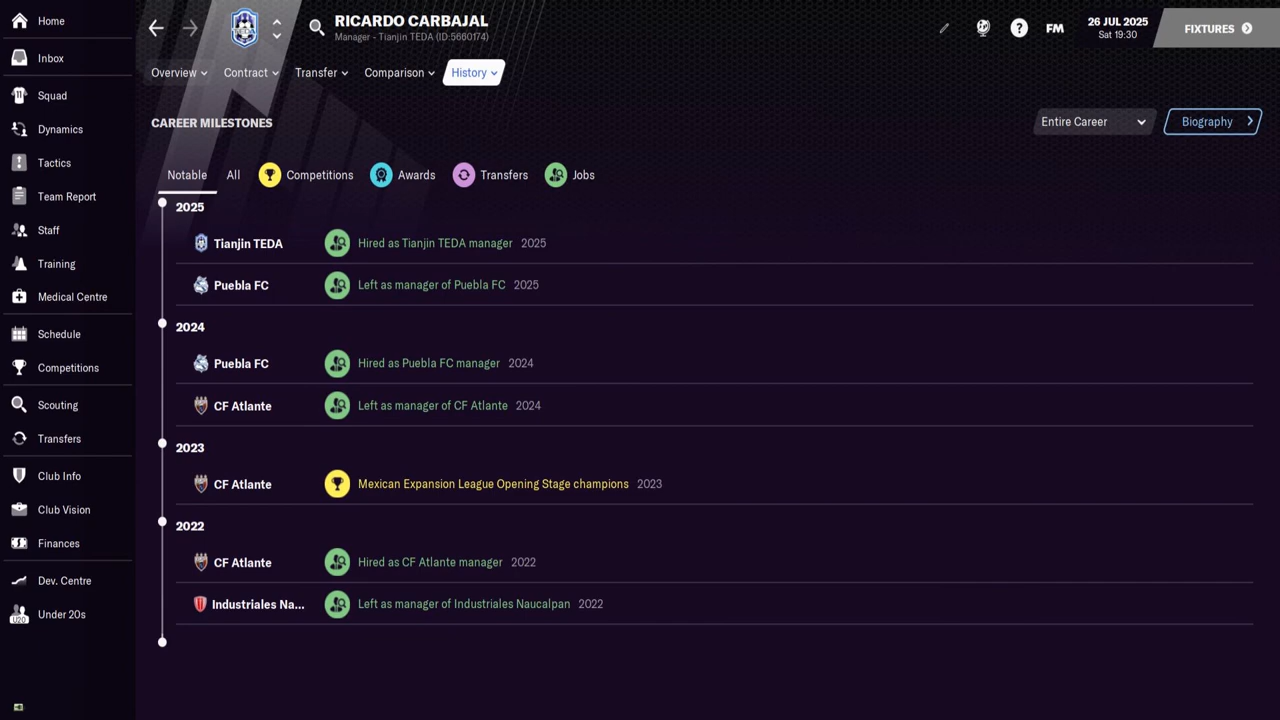 Home
Inbox
Squad
Dynamics
Tactics
Team Report
Staff
Training
Medical Centre
Schedule
Competitions
Scouting
Transfers
Club Info
Club Vision
Finances
Dev. Centre
U20 Under 20s
TEDA
RICARDO CARBAJAL
Manager - Tianjin TEDA (ID:5660174)
? FM 26 JUL 2025 FIXTURES
Sat 19:30
Overview Contract Transfer Comparison History
CAREER MILESTONES Entire Career Biography
Notable All Competitions Awards Transfers Jobs
2025
Tianjin TEDA Hired as Tianjin TEDA manager 2025
Puebla FC Left as manager of Puebla FC 2025
2024
Puebla FC Hired as Puebla FC manager 2024
CF Atlante Left as manager of CF Atlante 2024
2023
CF Atlante Mexican Expansion League Opening Stage champions 2023
2022
CF Atlante Hired as CF Atlante manager 2022
Industriales Na... Left as manager of Industriales Naucalpan 2022